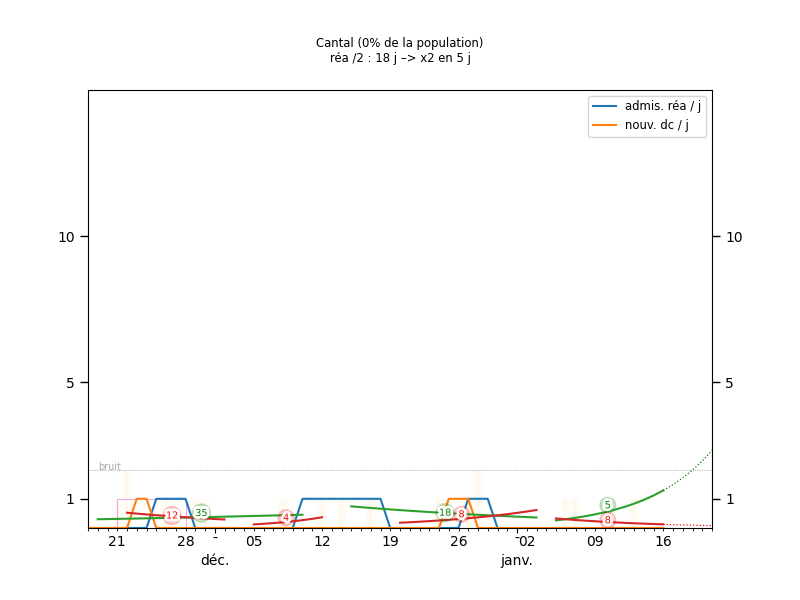 Cantal (0% de la population)
réa /2 : 18 j –> x2 en 5 j
admis. réa / j
nouv. dc / j
10 10
5 5
bruit
1 1
12 35 4 18 8 5 8
21 28 - 05 12 19 26 - 02 09 16
déc. janv.